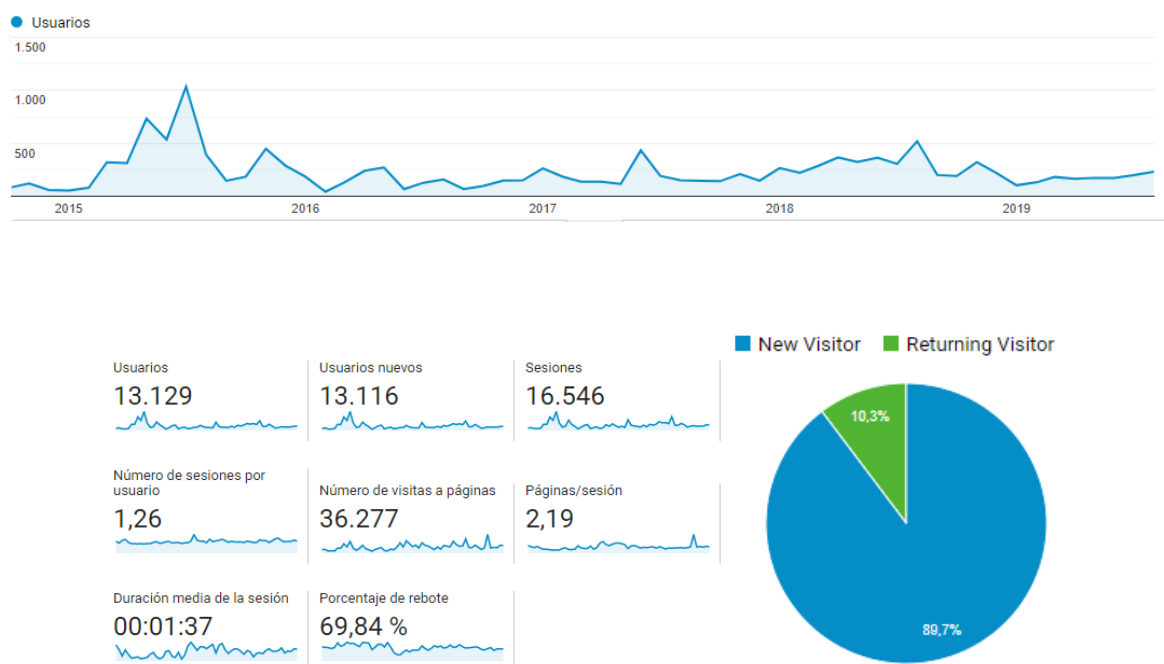 Usuarios
1.500
1.000
500
2015 2016 2017 2018 2019
New Visitor Returning Visitor
Usuarios Usuarios nuevos Sesiones
13.129 13.116 16.546
Número de sesiones por
usuario Número de visitas a páginas Páginas/sesión
1,26 36.277 2,19
Duración media de la sesión Porcentaje de rebote
00:01:37 69,84 %
10,3%
89,7%